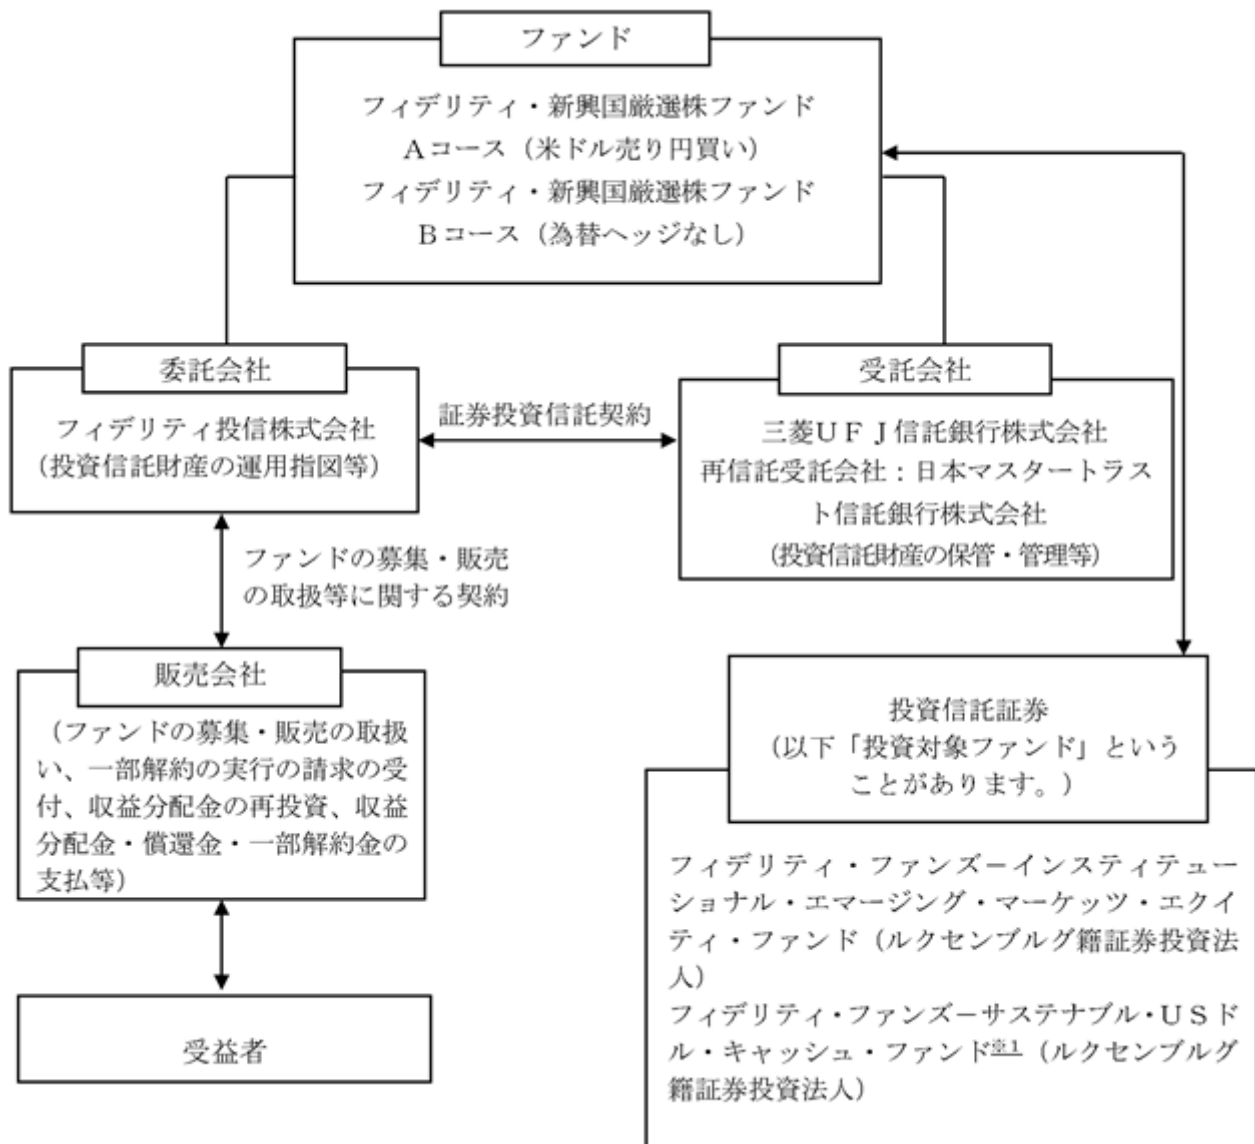 ファンド
フィデリティ・新興国厳選株ファンド
Ａコース（米ドル売り円買い）
フィデリティ・新興国厳選株ファンド
Ｂコース（為替ヘッジなし）
委託会社
フィデリティ投信株式会社
（投資信託財産の運用指図等）
証券投資信託契約
受託会社
三菱ＵＦＪ信託銀行株式会社
再信託受託会社：日本マスタートラス
ト信託銀行株式会社
（投資信託財産の保管・管理等）
ファンドの募集・販売
の取扱等に関する契約
販売会社
（ファンドの募集・販売の取扱
い、一部解約の実行の請求の受
付、収益分配金の再投資、収益
分配金・償還金・一部解約金の
支払等）
受益者
投資信託証券
（以下「投資対象ファンド」という
ことがあります。）
フィデリティ・ファンズ－インスティテュー
ショナル・エマージング・マーケッツ・エクイ
ティ・ファンド（ルクセンブルグ籍証券投資法
人）
フィデリティ・ファンズ－サステナブル・ＵＳド
ル・キャッシュ・ファンド※１（ルクセンブルグ
籍証券投資法人）